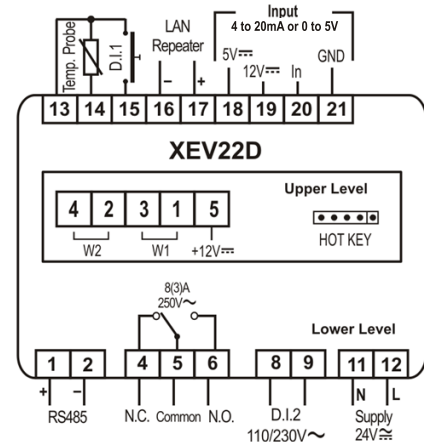 Input
4 to 20mA or 0 to 5V
LAN
Repeater
Temp. Probe
D.I.1
5V⎓
12V⎓
In
GND
– +
13 14 15 16 17 18 19 20 21
XEV22D
Upper Level
4 2 3 1 5
W2 W1 +12V⎓
HOT KEY
8(3)A
250V~
Lower Level
1 2 4 5 6 8 9 11 12
+ –
N L
RS485
N.C. Common N.O.
D.I.2
110/230V~
Supply
24V≂